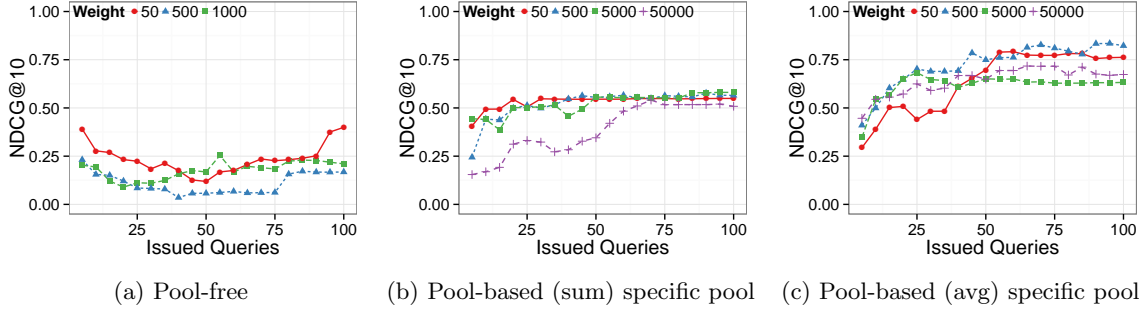 Weight 50 500 1000
NDCG@10
1.00
0.75
0.50
0.25
0.00
25 50 75 100
Issued Queries
(a) Pool-free
Weight 50 500 5000 50000
NDCG@10
1.00
0.75
0.50
0.25
0.00
25 50 75 100
Issued Queries
(b) Pool-based (sum) specific pool
Weight 50 500 5000 50000
NDCG@10
1.00
0.75
0.50
0.25
0.00
25 50 75 100
Issued Queries
(c) Pool-based (avg) specific pool